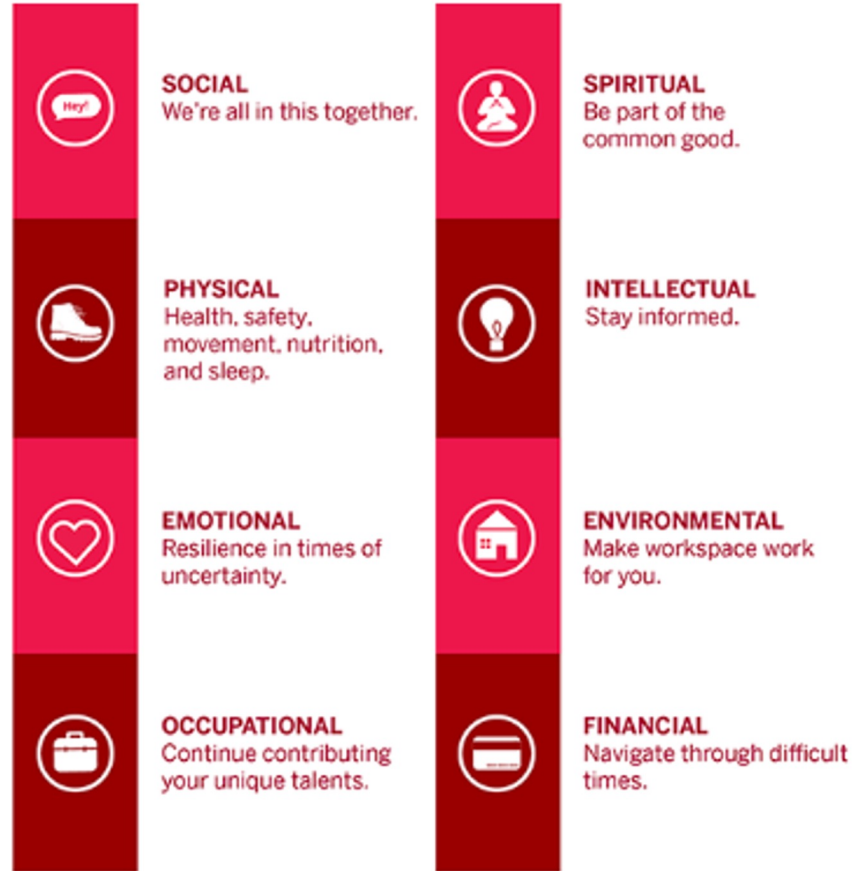 Hey!
SOCIAL
We're all in this together.
PHYSICAL
Health, safety,
movement, nutrition,
and sleep.
EMOTIONAL
Resilience in times of
uncertainty.
OCCUPATIONAL
Continue contributing
your unique talents.
SPIRITUAL
Be part of the
common good.
INTELLECTUAL
Stay informed.
ENVIRONMENTAL
Make workspace work
for you.
FINANCIAL
Navigate through difficult
times.